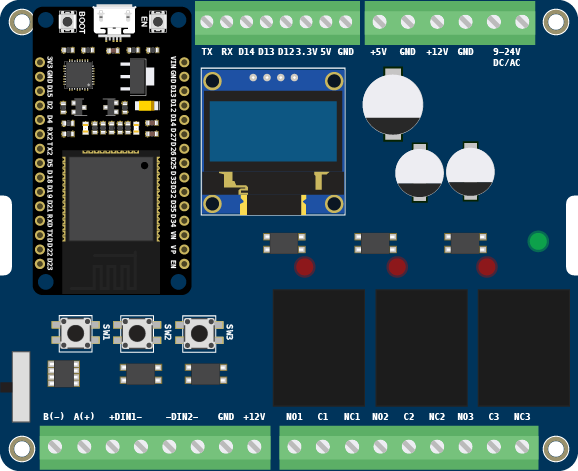 BOOT
EN
TX RX D14 D13 D12 3.3V 5V GND
+5V GND +12V GND 9-24V
DC/AC
3V3 GND D15 D2 D4 RX2 TX2 D5 D18 D19 D21 RXD TXD D22 D23
VIN GND D13 D12 D14 D27 D26 D25 D33 D32 D35 D34 VN VP EN
SW1
SW2
SW3
B(-) A(+) +DIN1- -DIN2- GND +12V
NO1 C1 NC1 NO2 C2 NC2 NO3 C3 NC3